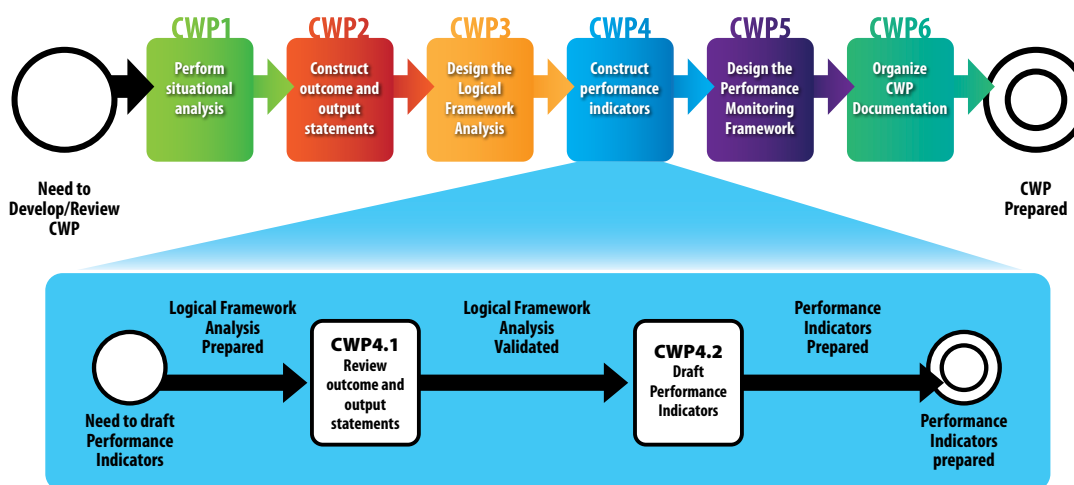 CWP1
Perform
situational
analysis
CWP2
Construct
outcome and
output
statements
CWP3
Design the
Logical
Framework
Analysis
CWP4
Construct
performance
indicators
CWP5
Design the
Performance
Monitoring
Framework
CWP6
Organize
CWP
Documentation
Need to
Develop/Review
CWP
CWP
Prepared
Logical Framework
Analysis
Prepared
Logical Framework
Analysis
Validated
Performance
Indicators
Prepared
CWP4.1
Review
outcome and
output
statements
CWP4.2
Draft
Performance
Indicators
Need to draft
Performance
Indicators
Performance
Indicators
prepared